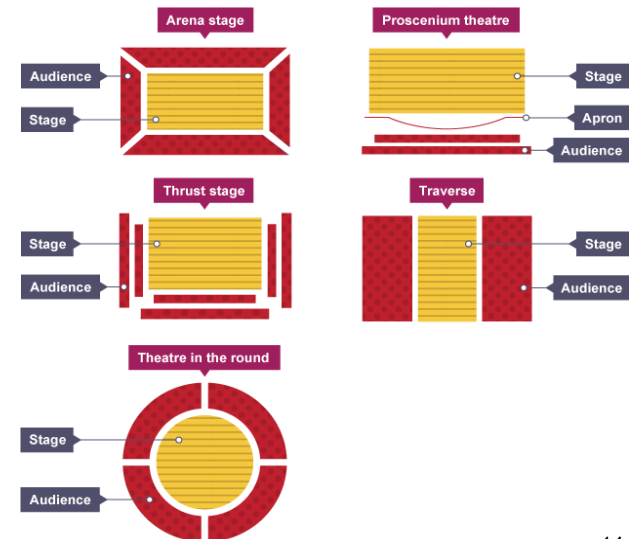 Arena stage
Audience
Stage
Proscenium theatre
Stage
Apron
Audience
Thrust stage
Stage
Audience
Traverse
Stage
Audience
Theatre in the round
Stage
Audience